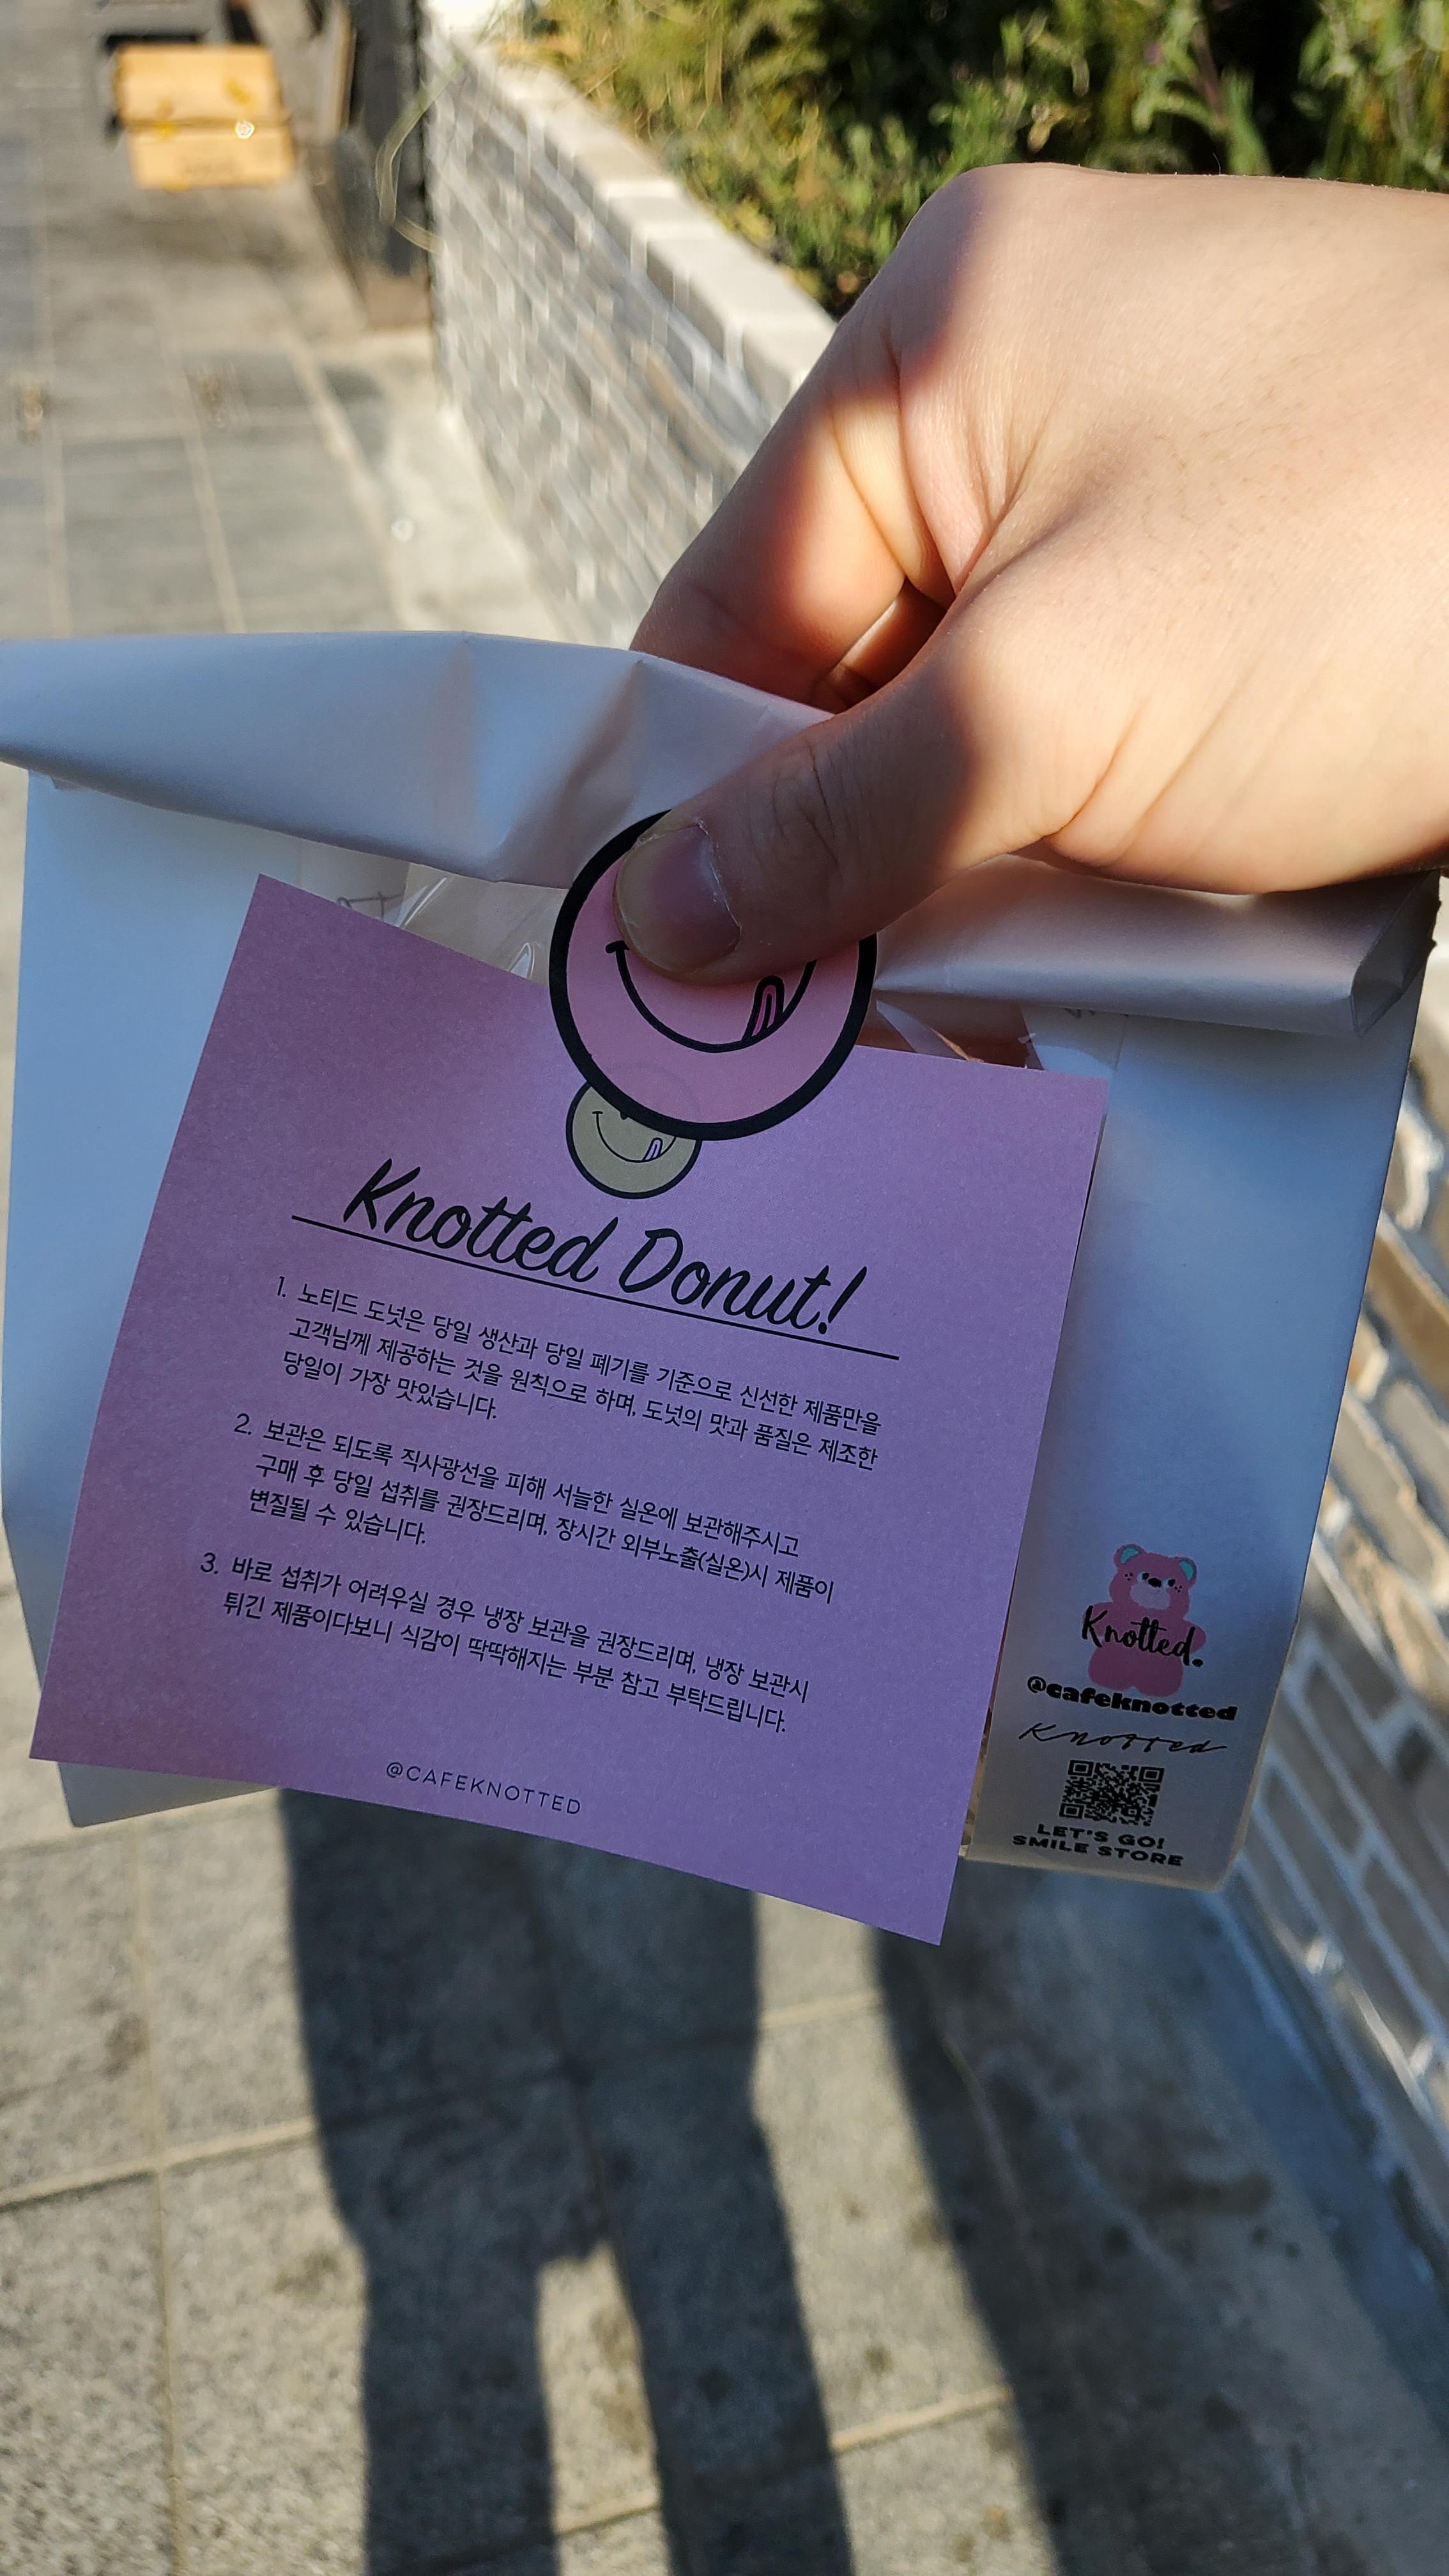 Knotted Donut!
1. 노티드 도넛은 당일 생산과 당일 폐기를 기준으로 신선한 제품만을
고객님께 제공하는 것을 원칙으로 하며, 도넛의 맛과 품질은 제조한
당일이 가장 맛있습니다.
2. 보관은 되도록 직사광선을 피해 서늘한 실온에 보관해주시고
구매 후 당일 섭취를 권장드리며, 장시간 외부노출(실온)시 제품이
변질될 수 있습니다.
3. 바로 섭취가 어려우실 경우 냉장 보관을 권장드리며, 냉장 보관시
튀긴 제품이다보니 식감이 딱딱해지는 부분 참고 부탁드립니다.
@CAFEKNOTTED
Knotted.
@cafeknotted
Knotted
LET'S GO!
SMILE STORE